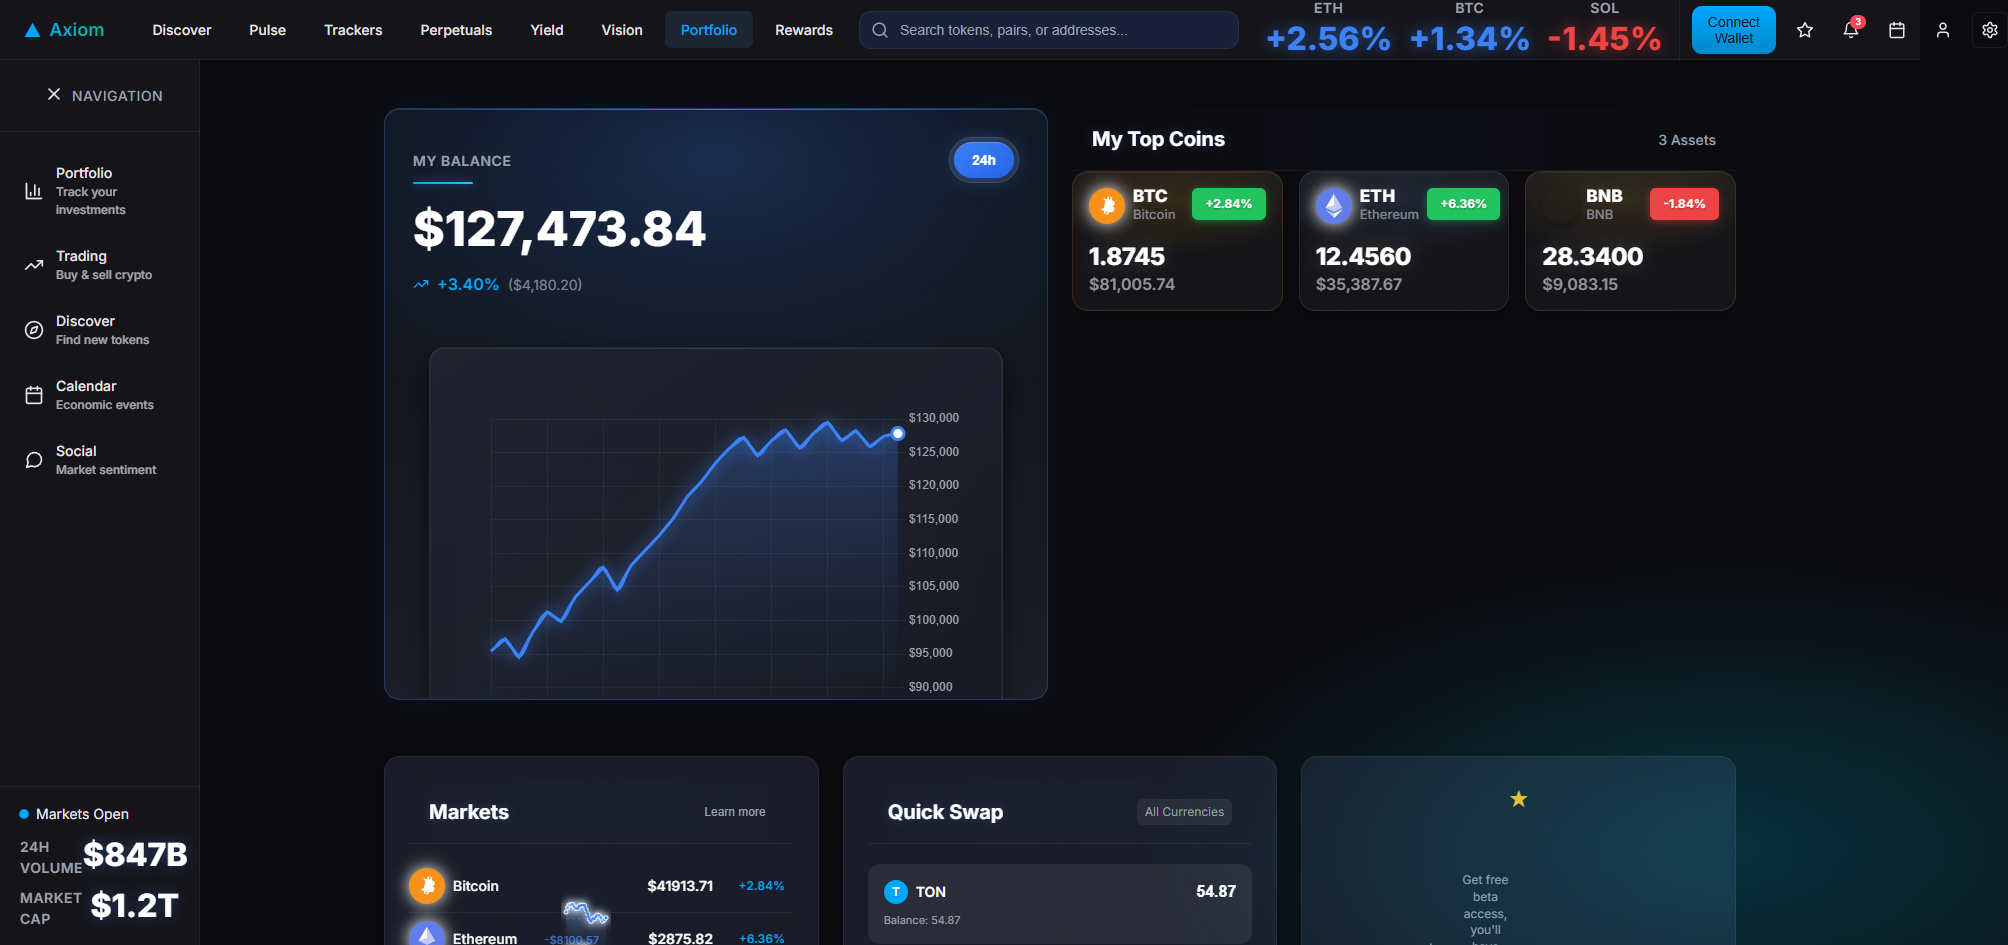 Axiom
Discover
Pulse
Trackers
Perpetuals
Yield
Vision
Portfolio
Rewards
Search tokens, pairs, or addresses...
ETH
+2.56%
BTC
+1.34%
SOL
-1.45%
Connect
Wallet
3
NAVIGATION
Portfolio
Track your
investments
Trading
Buy & sell crypto
Discover
Find new tokens
Calendar
Economic events
Social
Market sentiment
Markets Open
24H
VOLUME
$847B
MARKET
CAP
$1.2T
MY BALANCE
24h
$127,473.84
+3.40% ($4,180.20)
$130,000
$125,000
$120,000
$115,000
$110,000
$105,000
$100,000
$95,000
$90,000
My Top Coins
3 Assets
BTC
Bitcoin
+2.84%
1.8745
$81,005.74
ETH
Ethereum
+6.36%
12.4560
$35,387.67
BNB
BNB
-1.84%
28.3400
$9,083.15
Markets
Learn more
Bitcoin
$41913.71
+2.84%
Ethereum
-$8100.57
$2875.82
+6.36%
Quick Swap
All Currencies
T
TON
54.87
Balance: 54.87
Get free
beta
access,
you'll